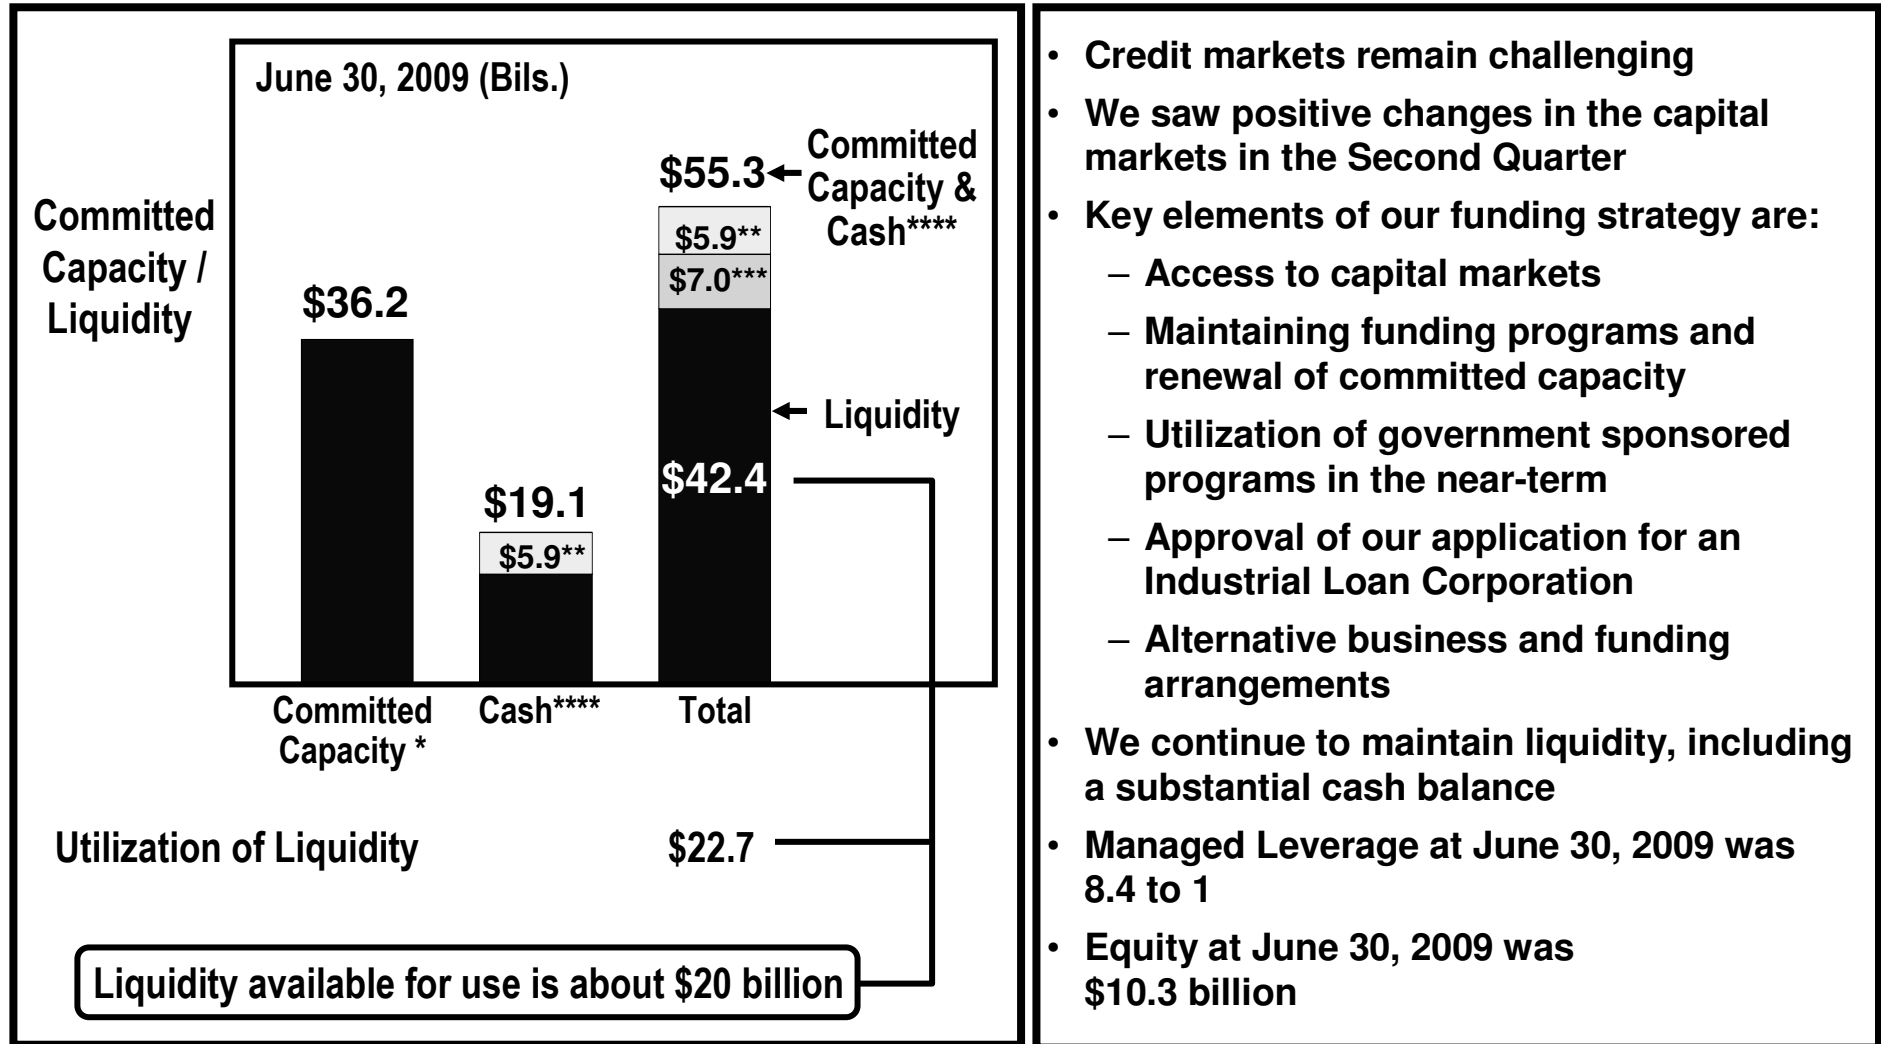 June 30, 2009 (Bils.)
Committed
Capacity /
Liquidity
$36.2
$19.1
$5.9**
$55.3
$5.9**
$7.0***
$42.4
Committed
Capacity &
Cash****
Liquidity
Committed
Capacity *
Cash****
Total
Utilization of Liquidity
$22.7
Liquidity available for use is about $20 billion
• Credit markets remain challenging
• We saw positive changes in the capital
markets in the Second Quarter
• Key elements of our funding strategy are:
– Access to capital markets
– Maintaining funding programs and
renewal of committed capacity
– Utilization of government sponsored
programs in the near-term
– Approval of our application for an
Industrial Loan Corporation
– Alternative business and funding
arrangements
• We continue to maintain liquidity, including
a substantial cash balance
• Managed Leverage at June 30, 2009 was
8.4 to 1
• Equity at June 30, 2009 was
$10.3 billion